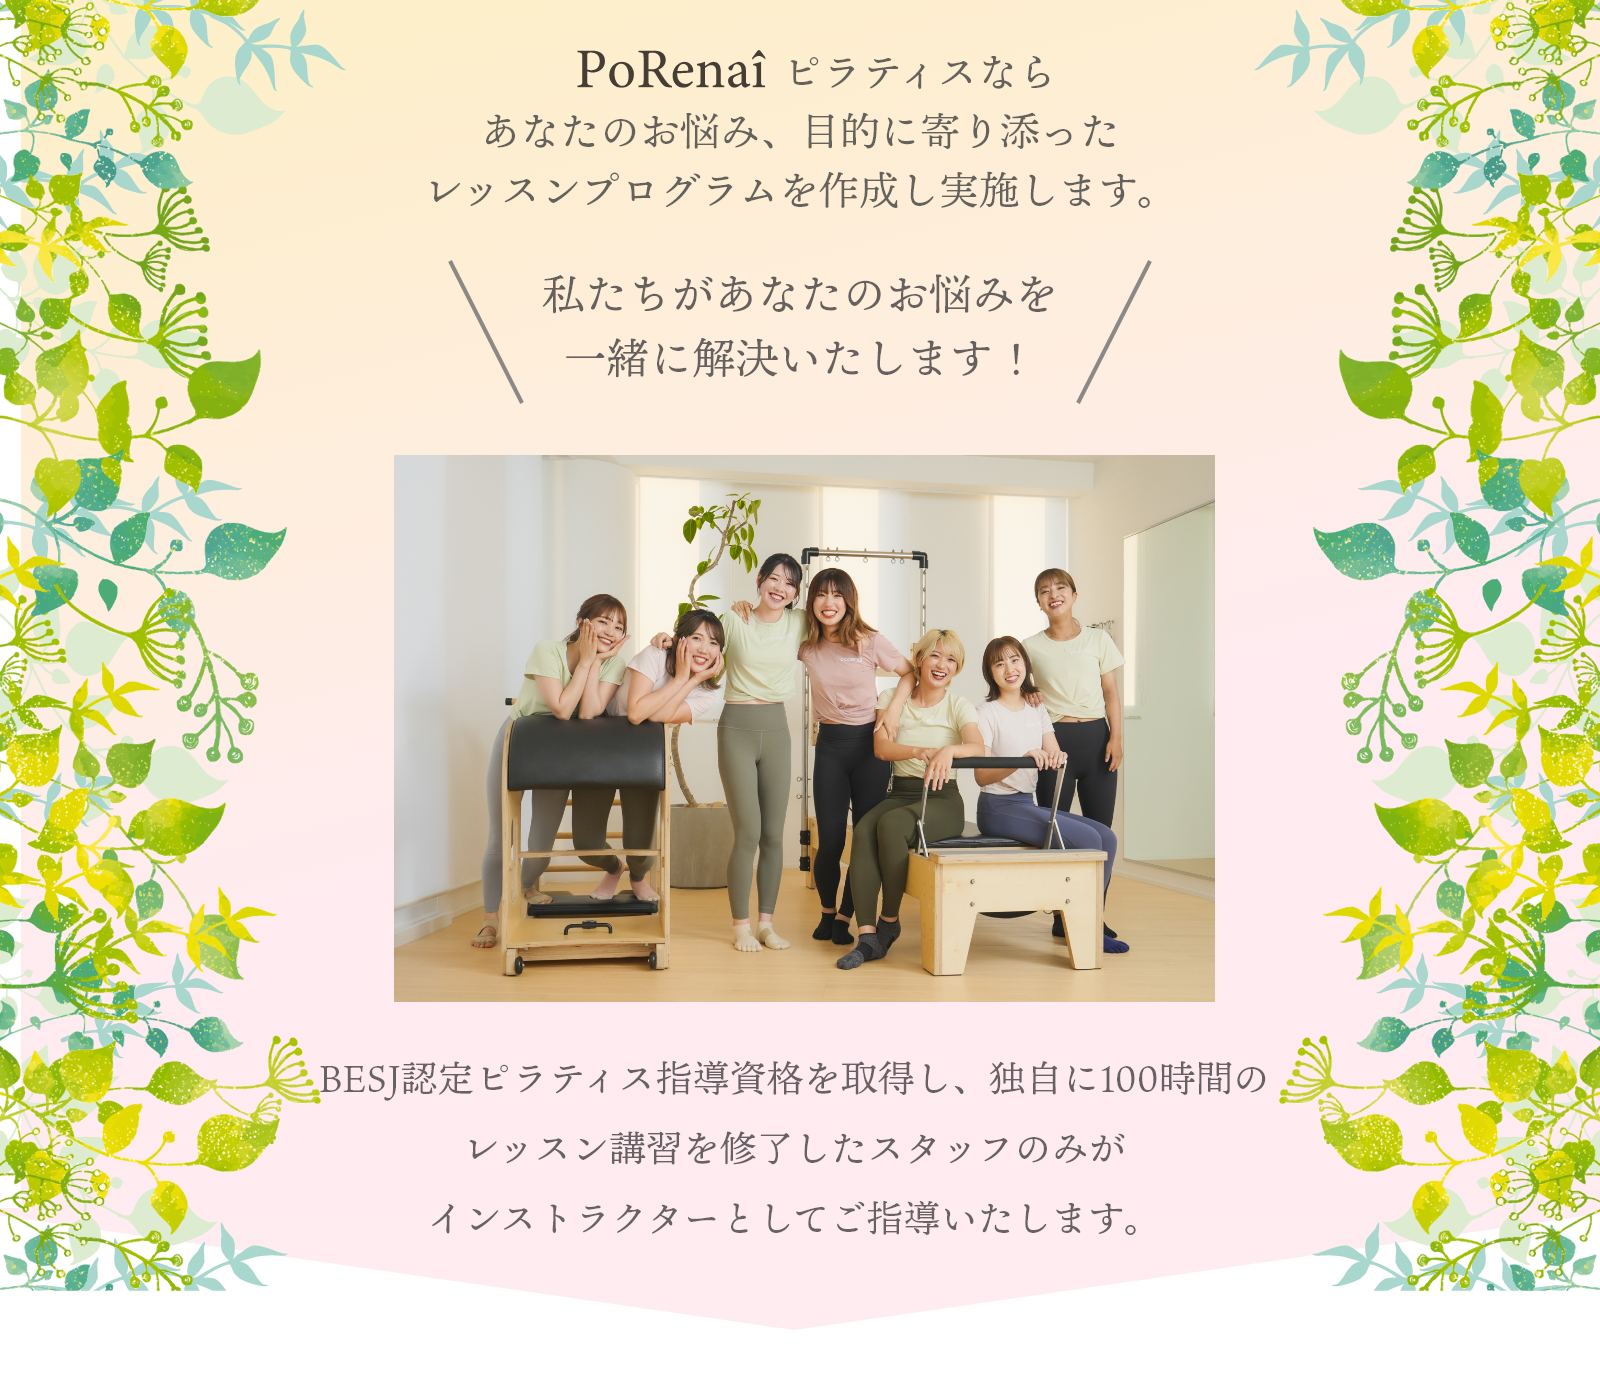 PoRenaî ピラティスなら
あなたのお悩み、目的に寄り添った
レッスンプログラムを作成し実施します。
私たちがあなたのお悩みを
一緒に解決いたします！
BESJ認定ピラティス指導資格を取得し、独自に100時間の
レッスン講習を修了したスタッフのみが
インストラクターとしてご指導いたします。